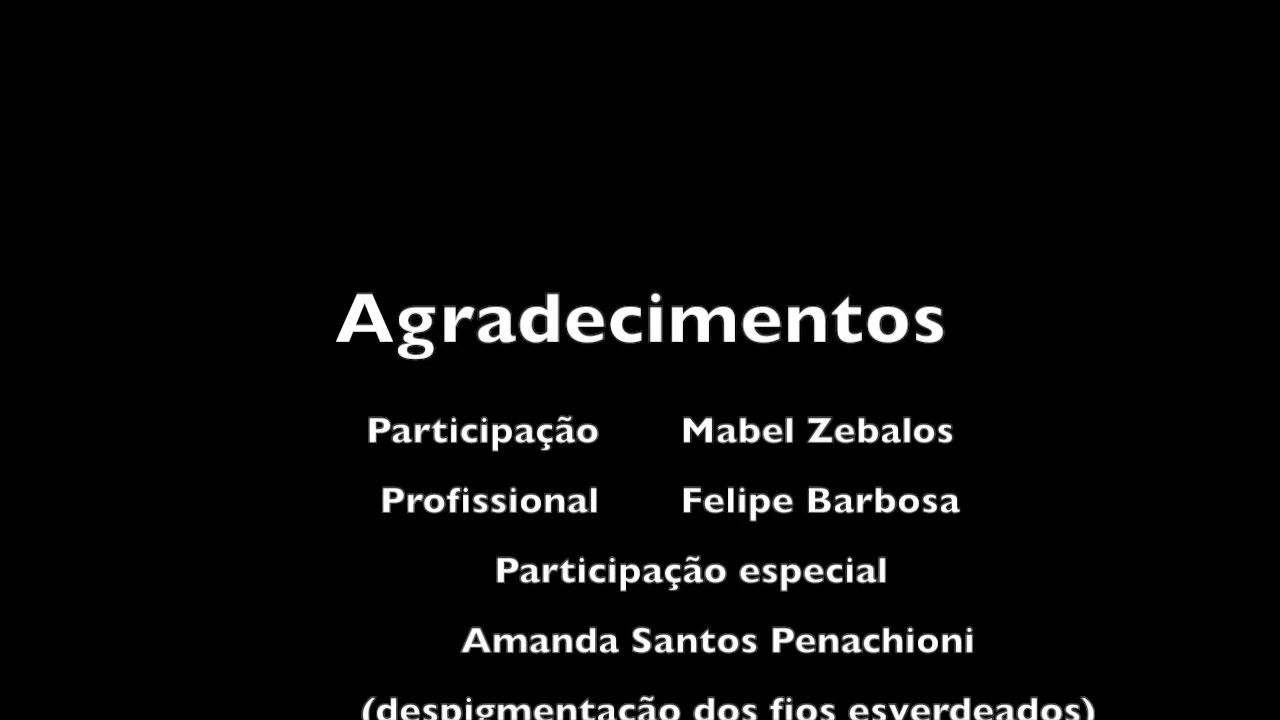 Agradecimentos
Participação Mabel Zebalos
Profissional Felipe Barbosa
Participação especial
Amanda Santos Penachioni
(despigmentação dos fios esverdeados)